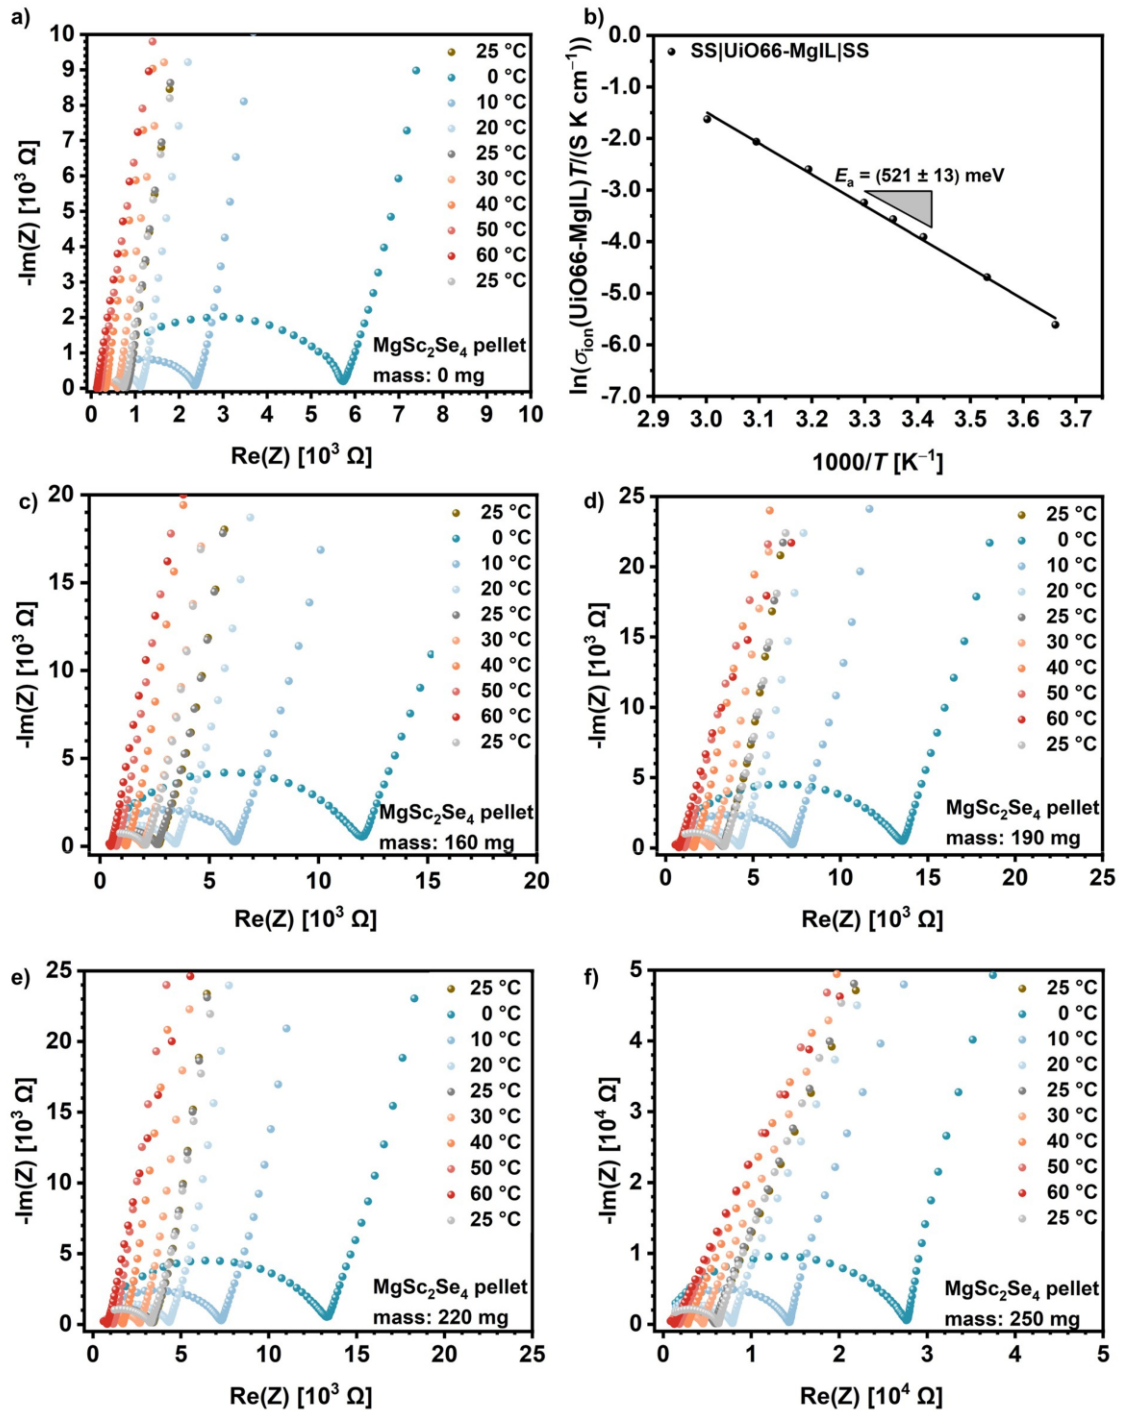 a)
10
9
8
7
6
5
4
3
2
1
0
-Im(Z) [10³ Ω]
0 1 2 3 4 5 6 7 8 9 10
Re(Z) [10³ Ω]
25 °C
0 °C
10 °C
20 °C
25 °C
30 °C
40 °C
50 °C
60 °C
25 °C
MgSc₂Se₄ pellet
mass: 0 mg
b)
0.0
-1.0
-2.0
-3.0
-4.0
-5.0
-6.0
-7.0
ln(σion(UiO66-MgIL)T/(S K cm⁻¹))
SS|UiO66-MgIL|SS
Eₐ = (521 ± 13) meV
2.9 3.0 3.1 3.2 3.3 3.4 3.5 3.6 3.7
1000/T [K⁻¹]
c)
20
15
10
5
0
-Im(Z) [10³ Ω]
0 5 10 15 20
Re(Z) [10³ Ω]
25 °C
0 °C
10 °C
20 °C
25 °C
30 °C
40 °C
50 °C
60 °C
25 °C
MgSc₂Se₄ pellet
mass: 160 mg
d)
25
20
15
10
5
0
-Im(Z) [10³ Ω]
0 5 10 15 20 25
Re(Z) [10³ Ω]
25 °C
0 °C
10 °C
20 °C
25 °C
30 °C
40 °C
50 °C
60 °C
25 °C
MgSc₂Se₄ pellet
mass: 190 mg
e)
25
20
15
10
5
0
-Im(Z) [10³ Ω]
0 5 10 15 20 25
Re(Z) [10³ Ω]
25 °C
0 °C
10 °C
20 °C
25 °C
30 °C
40 °C
50 °C
60 °C
25 °C
MgSc₂Se₄ pellet
mass: 220 mg
f)
5
4
3
2
1
0
-Im(Z) [10⁴ Ω]
0 1 2 3 4 5
Re(Z) [10⁴ Ω]
25 °C
0 °C
10 °C
20 °C
25 °C
30 °C
40 °C
50 °C
60 °C
25 °C
MgSc₂Se₄ pellet
mass: 250 mg